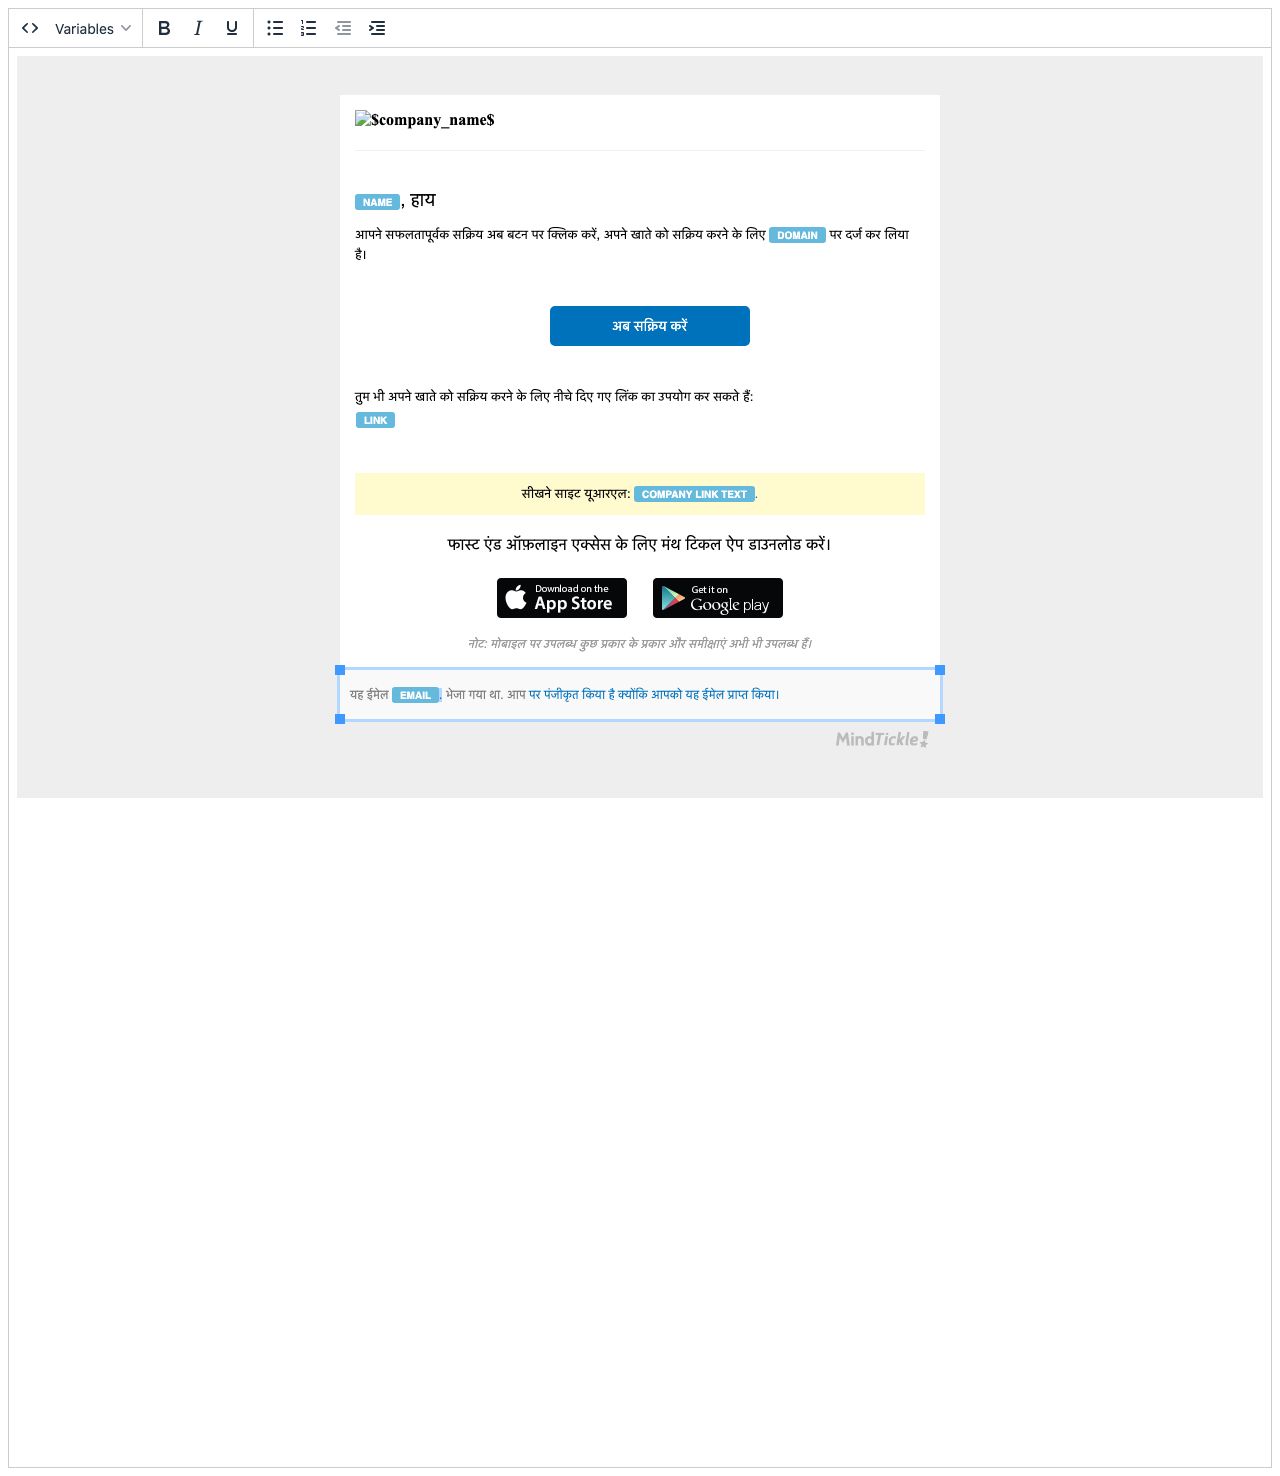 Variables
$company_name$
NAME , हाय
आपने सफलतापूर्वक सक्रिय अब बटन पर क्लिक करें, अपने खाते को सक्रिय करने के लिए DOMAIN पर दर्ज कर लिया
है।
अब सक्रिय करें
तुम भी अपने खाते को सक्रिय करने के लिए नीचे दिए गए लिंक का उपयोग कर सकते हैं:
LINK
सीखने साइट यूआरएल: COMPANY LINK TEXT .
फास्ट एंड ऑफ़लाइन एक्सेस के लिए मंथ टिकल ऐप डाउनलोड करें।
Download on the
App Store
Get it on
Google play
नोट: मोबाइल पर उपलब्ध कुछ प्रकार के प्रकार और समीक्षाएं अभी भी उपलब्ध हैं।
यह ईमेल EMAIL . भेजा गया था. आप पर पंजीकृत किया है क्योंकि आपको यह ईमेल प्राप्त किया।
MindTickle!